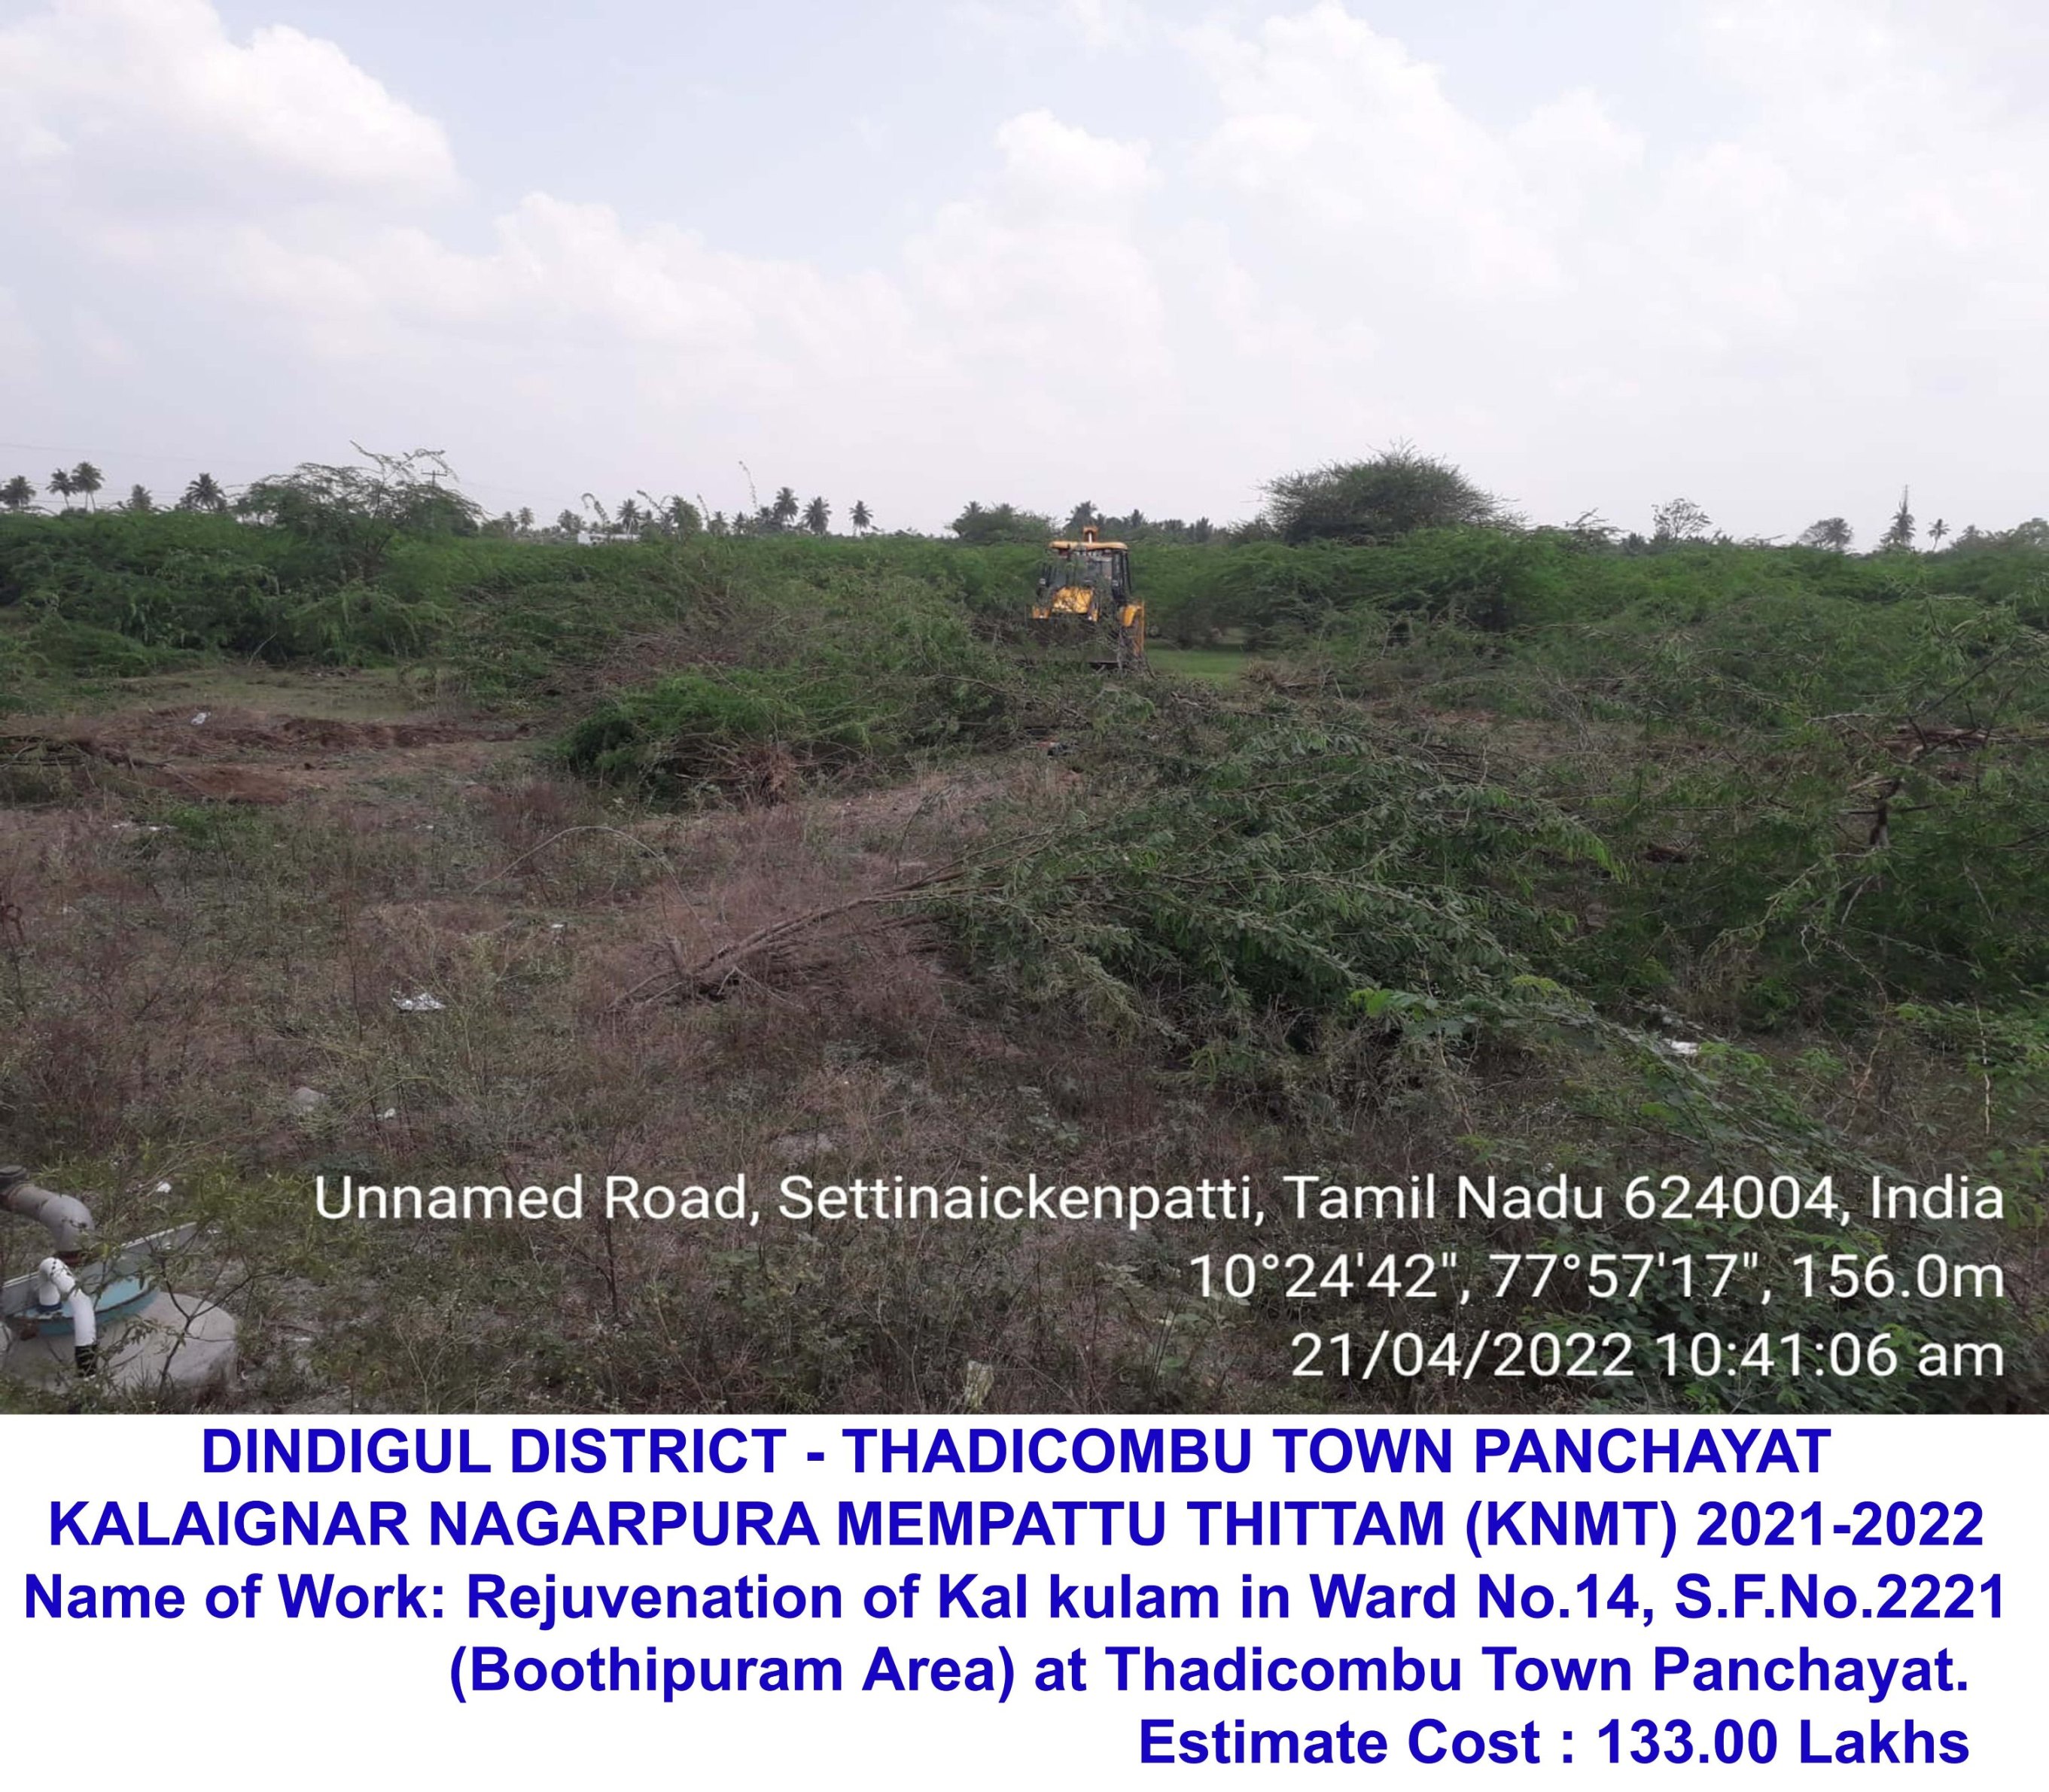 Unnamed Road, Settinaickenpatti, Tamil Nadu 624004, India
10°24'42", 77°57'17", 156.0m
21/04/2022 10:41:06 am
DINDIGUL DISTRICT - THADICOMBU TOWN PANCHAYAT
KALAIGNAR NAGARPURA MEMPATTU THITTAM (KNMT) 2021-2022
Name of Work: Rejuvenation of Kal kulam in Ward No.14, S.F.No.2221
(Boothipuram Area) at Thadicombu Town Panchayat.
Estimate Cost : 133.00 Lakhs